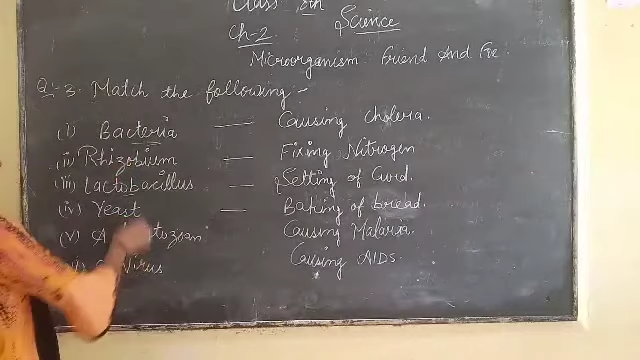 Class 8th
Ch-2 Science
Microorganism Friend And Foe
Q:-3. Match the following:-
(i) Bacteria — Causing Cholera.
(ii) Rhizobium — Fixing Nitrogen
(iii) Lactobacillus — Setting of Curd.
(iv) Yeast — Baking of bread.
(v) A Causing Malaria.
Virus Causing AIDs.